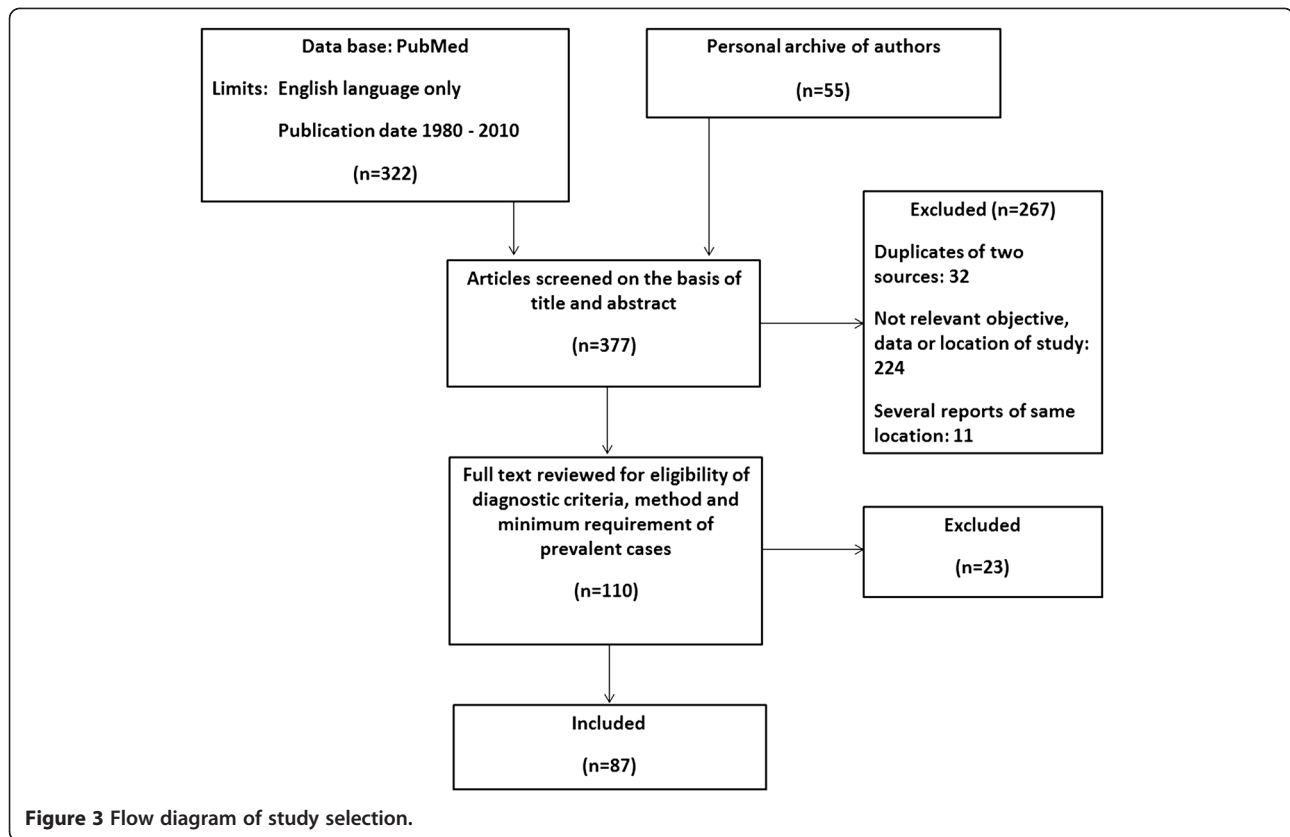 Data base: PubMed
Limits: English language only
Publication date 1980 - 2010
(n=322)
Personal archive of authors
(n=55)
Articles screened on the basis of
title and abstract
(n=377)
Excluded (n=267)
Duplicates of two
sources: 32
Not relevant objective,
data or location of study:
224
Several reports of same
location: 11
Full text reviewed for eligibility of
diagnostic criteria, method and
minimum requirement of
prevalent cases
(n=110)
Excluded
(n=23)
Included
(n=87)
Figure 3 Flow diagram of study selection.